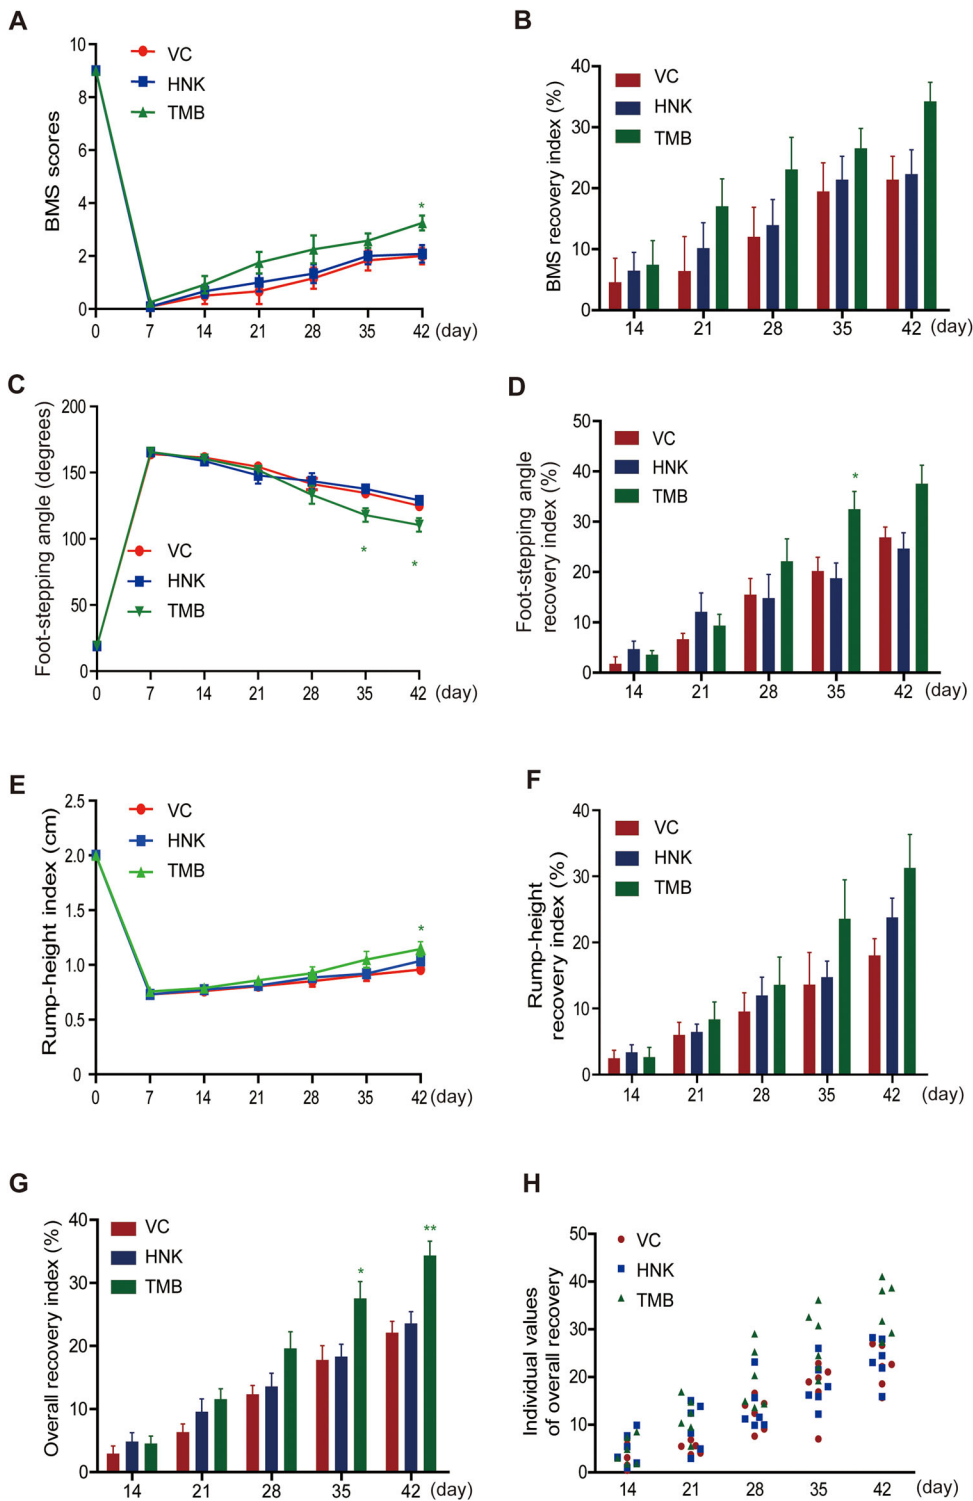 A
BMS scores
10
8
6
4
2
0
VC
HNK
TMB
*
0 7 14 21 28 35 42 (day)
B
BMS recovery index (%)
40
30
20
10
0
VC
HNK
TMB
14 21 28 35 42 (day)
C
Foot-stepping angle (degrees)
200
150
100
50
0
VC
HNK
TMB
* *
0 7 14 21 28 35 42 (day)
D
Foot-stepping angle
recovery index (%)
50
40
30
20
10
0
VC
HNK
TMB
*
14 21 28 35 42 (day)
E
Rump-height index (cm)
2.5
2.0
1.5
1.0
0.5
0
VC
HNK
TMB
*
0 7 14 21 28 35 42 (day)
F
Rump-height
recovery index (%)
40
30
20
10
0
VC
HNK
TMB
14 21 28 35 42 (day)
G
Overall recovery index (%)
40
30
20
10
0
VC
HNK
TMB
* **
14 21 28 35 42 (day)
H
Individual values
of overall recovery
50
40
30
20
10
0
VC
HNK
TMB
14 21 28 35 42 (day)